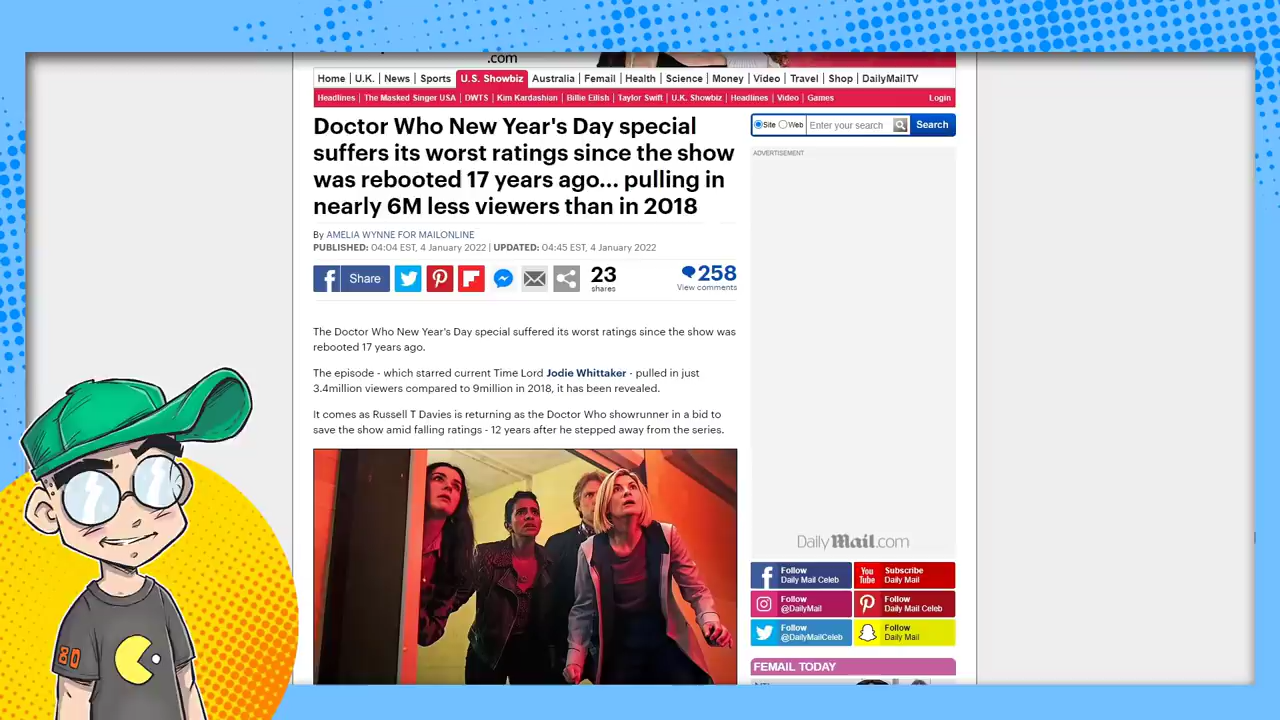 .com
Home | U.K. | News | Sports | U.S. Showbiz | Australia | Femail | Health | Science | Money | Video | Travel | Shop | DailyMailTV
Headlines | The Masked Singer USA | DWTS | Kim Kardashian | Billie Eilish | Taylor Swift | U.K. Showbiz | Headlines | Video | Games
Login
Doctor Who New Year's Day special
suffers its worst ratings since the show
was rebooted 17 years ago... pulling in
nearly 6M less viewers than in 2018
By AMELIA WYNNE FOR MAILONLINE
PUBLISHED: 04:04 EST, 4 January 2022 | UPDATED: 04:45 EST, 4 January 2022
Share
23
shares
258
View comments
The Doctor Who New Year's Day special suffered its worst ratings since the show was
rebooted 17 years ago.
The episode - which starred current Time Lord Jodie Whittaker - pulled in just
3.4million viewers compared to 9million in 2018, it has been revealed.
It comes as Russell T Davies is returning as the Doctor Who showrunner in a bid to
save the show amid falling ratings - 12 years after he stepped away from the series.
Site Web Enter your search Search
ADVERTISEMENT
Daily Mail.com
Follow
Daily Mail Celeb
You
Tube
Subscribe
Daily Mail
Follow
@DailyMail
Follow
Daily Mail Celeb
Follow
@DailyMailCeleb
Follow
Daily Mail
FEMAIL TODAY
80